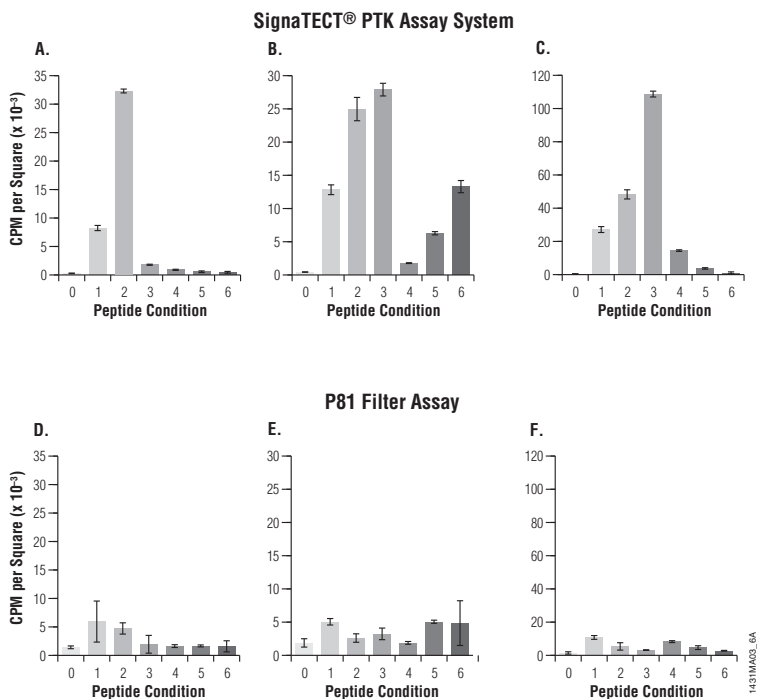 SignaTECT® PTK Assay System
A.
B.
C.
CPM per Square (x 10⁻³)
35
30
25
20
15
10
5
0
0 1 2 3 4 5 6
Peptide Condition
30
25
20
15
10
5
0
0 1 2 3 4 5 6
Peptide Condition
120
100
80
60
40
20
0
0 1 2 3 4 5 6
Peptide Condition
P81 Filter Assay
D.
E.
F.
CPM per Square (x 10⁻³)
35
30
25
20
15
10
5
0
0 1 2 3 4 5 6
Peptide Condition
30
25
20
15
10
5
0
0 1 2 3 4 5 6
Peptide Condition
120
100
80
60
40
20
0
0 1 2 3 4 5 6
Peptide Condition
1431MA03_6A